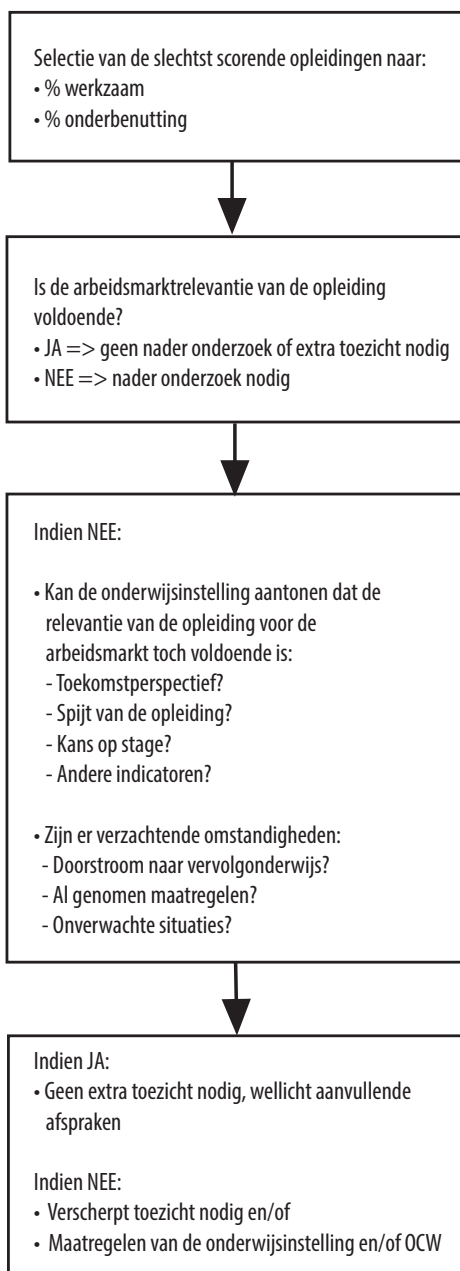 Selectie van de slechtst scorende opleidingen naar:
• % werkzaam
• % onderbenutting
Is de arbeidsmarktrelevantie van de opleiding
voldoende?
• JA => geen nader onderzoek of extra toezicht nodig
• NEE => nader onderzoek nodig
Indien NEE:
• Kan de onderwijsinstelling aantonen dat de
relevantie van de opleiding voor de
arbeidsmarkt toch voldoende is:
- Toekomstperspectief?
- Spijt van de opleiding?
- Kans op stage?
- Andere indicatoren?
• Zijn er verzachtende omstandigheden:
- Doorstroom naar vervolgonderwijs?
- Al genomen maatregelen?
- Onverwachte situaties?
Indien JA:
• Geen extra toezicht nodig, wellicht aanvullende
afspraken
Indien NEE:
• Verscherpt toezicht nodig en/of
• Maatregelen van de onderwijsinstelling en/of OCW